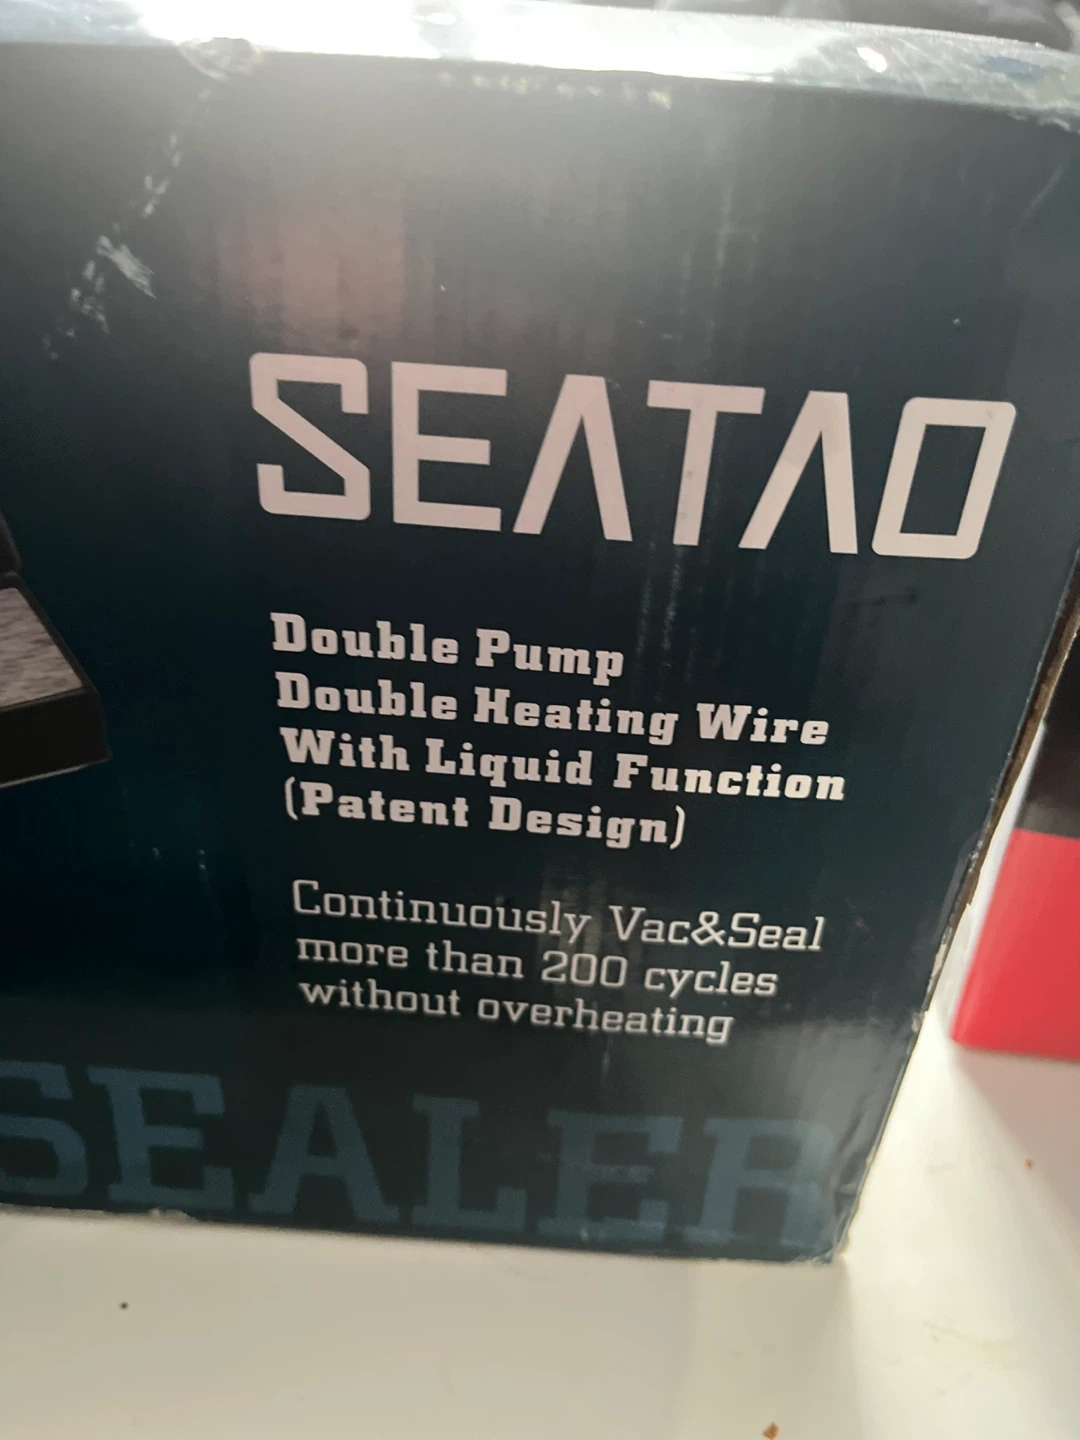 SEATAO
Double Pump
Double Heating Wire
With Liquid Function
(Patent Design)
Continuously Vac&Seal
more than 200 cycles
without overheating
SEALER